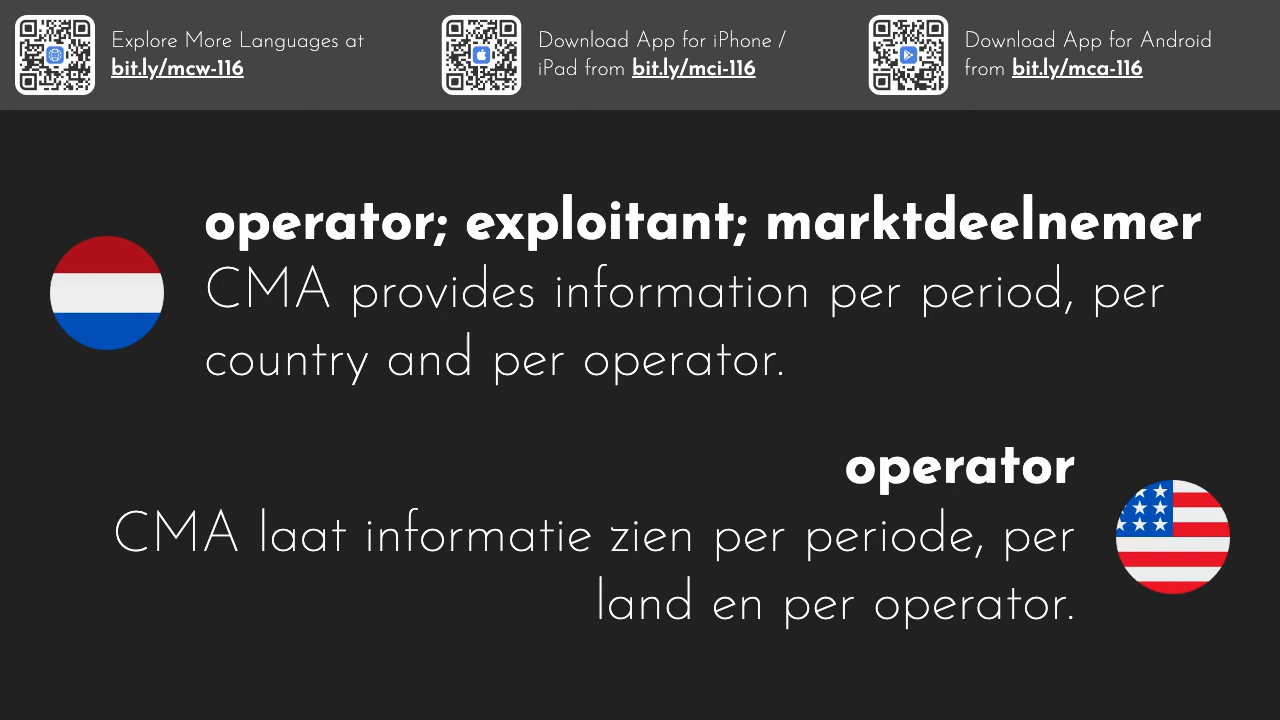 Explore More Languages at
bit.ly/mcw-116
Download App for iPhone /
iPad from bit.ly/mci-116
Download App for Android
from bit.ly/mca-116
operator; exploitant; marktdeelnemer
CMA provides information per period, per
country and per operator.
operator
CMA laat informatie zien per periode, per
land en per operator.